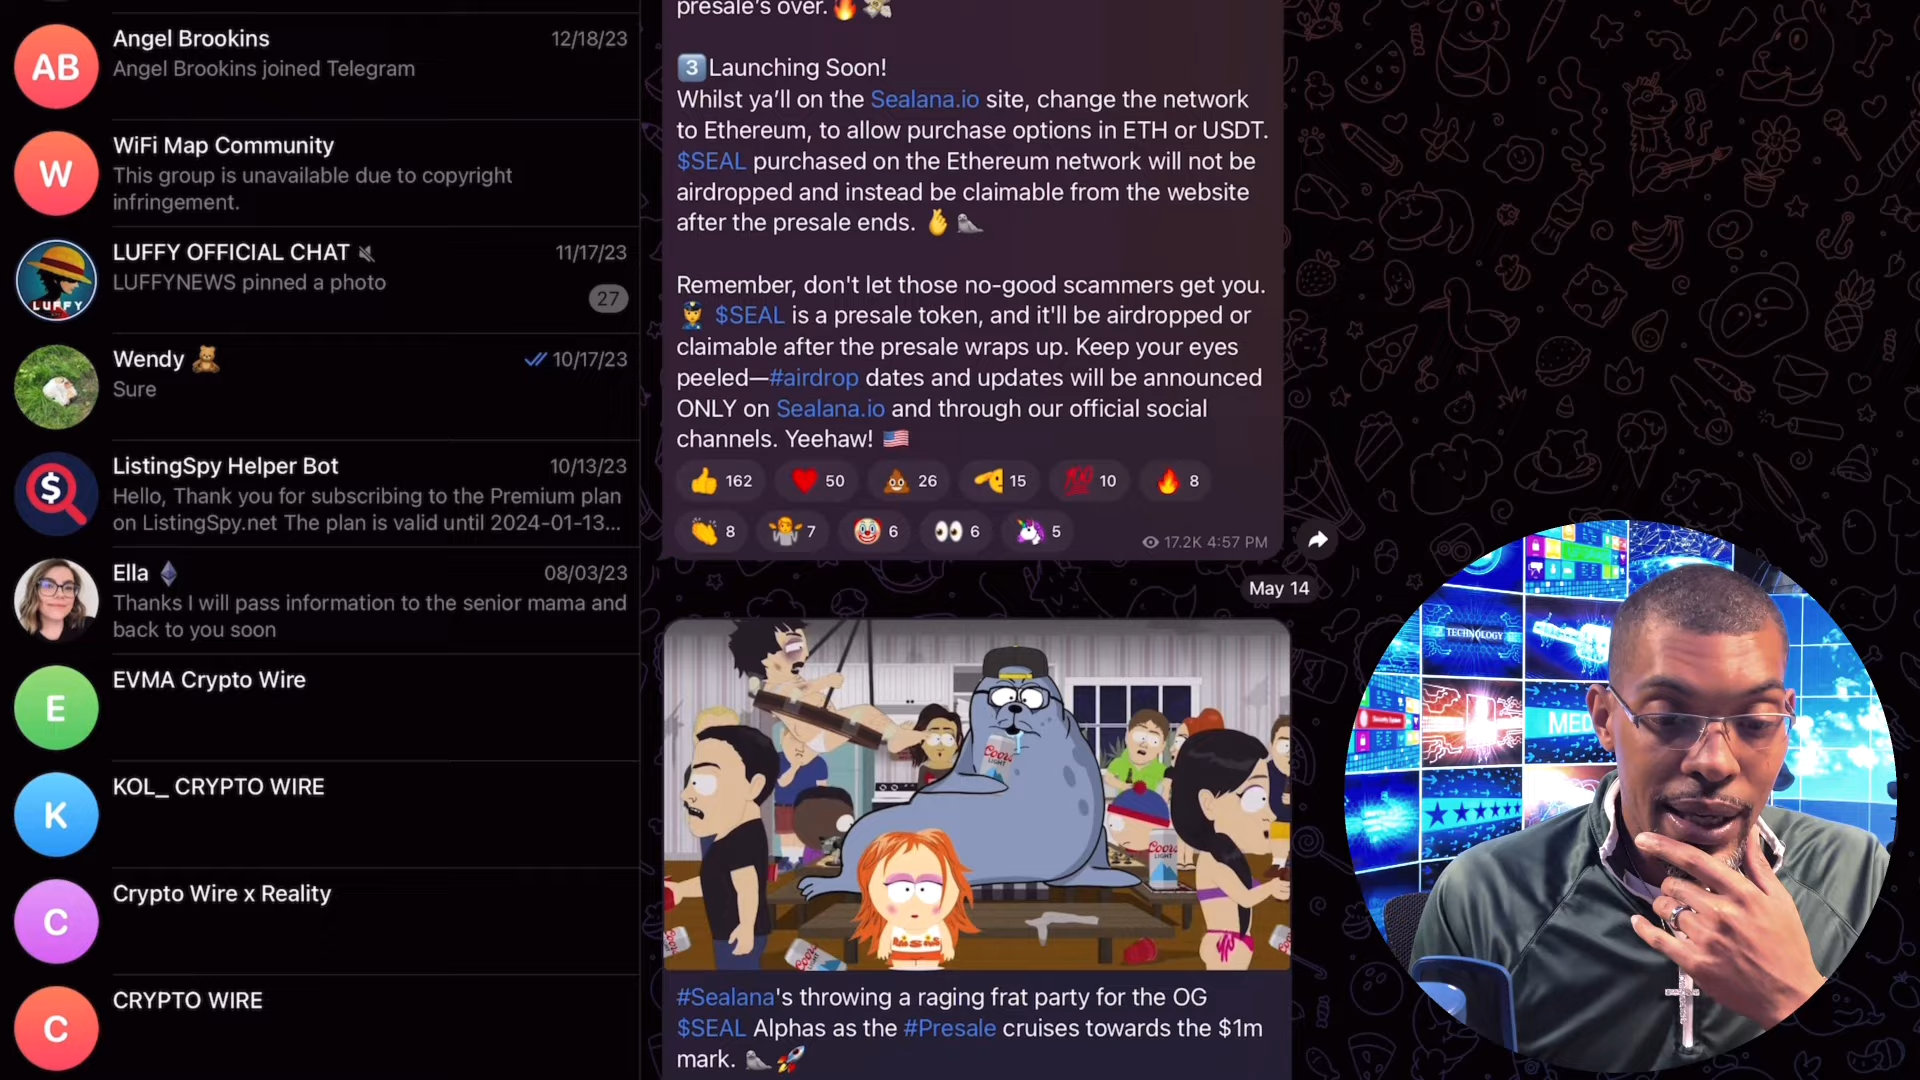 AB
Angel Brookins
12/18/23
Angel Brookins joined Telegram
W
WiFi Map Community
This group is unavailable due to copyright
infringement.
LUFFY OFFICIAL CHAT
11/17/23
LUFFYNEWS pinned a photo
27
LUFFY
Wendy 🧸
10/17/23
Sure
ListingSpy Helper Bot
10/13/23
Hello, Thank you for subscribing to the Premium plan
on ListingSpy.net The plan is valid until 2024-01-13...
$
Ella
08/03/23
Thanks I will pass information to the senior mama and
back to you soon
E
EVMA Crypto Wire
K
KOL_ CRYPTO WIRE
C
Crypto Wire x Reality
C
CRYPTO WIRE
presale's over. 🔥💸
3 Launching Soon!
Whilst ya'll on the Sealana.io site, change the network
to Ethereum, to allow purchase options in ETH or USDT.
$SEAL purchased on the Ethereum network will not be
airdropped and instead be claimable from the website
after the presale ends. 🫰🦭
Remember, don't let those no-good scammers get you.
👮 $SEAL is a presale token, and it'll be airdropped or
claimable after the presale wraps up. Keep your eyes
peeled—#airdrop dates and updates will be announced
ONLY on Sealana.io and through our official social
channels. Yeehaw! 🇺🇸
👍 162 ❤️ 50 💩 26 🫡 15 💯 10 🔥 8
👏 8 🤷 7 🤡 6 👀 6 🦄 5
17.2K 4:57 PM
May 14
Coors
LIGHT
Coors
LIGHT
#Sealana's throwing a raging frat party for the OG
$SEAL Alphas as the #Presale cruises towards the $1m
mark. 🦭🚀
TECHNOLOGY
Security System